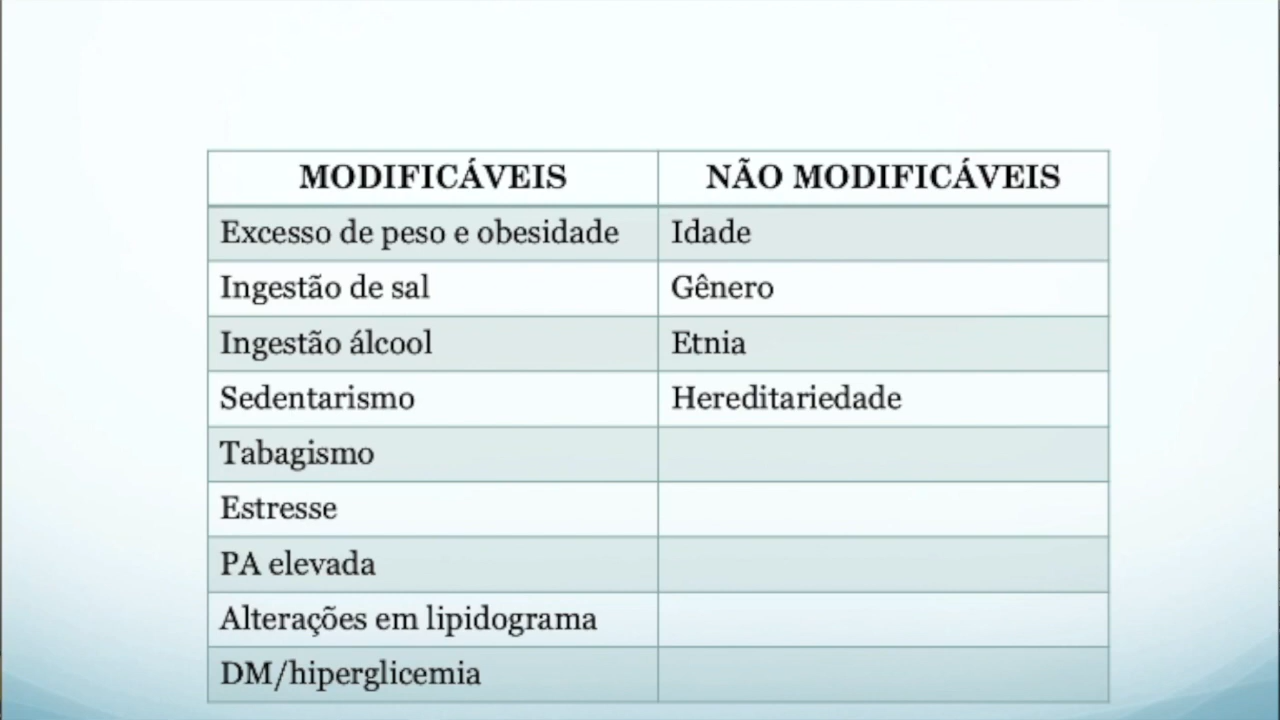 MODIFICÁVEIS NÃO MODIFICÁVEIS
Excesso de peso e obesidade Idade
Ingestão de sal Gênero
Ingestão álcool Etnia
Sedentarismo Hereditariedade
Tabagismo
Estresse
PA elevada
Alterações em lipidograma
DM/hiperglicemia